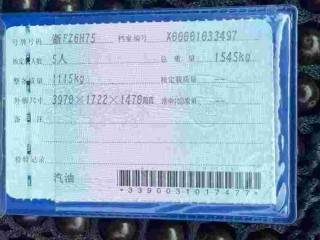 号牌号码 浙FZ6H75 档案编号 X00001033497
核定载人数 5人 总质量 1545kg
整备质量 1115kg 核定载质量
外廓尺寸 3970×1722×1470mm 准牵引总质量
备注
检验记录
汽油
*3390031017477*